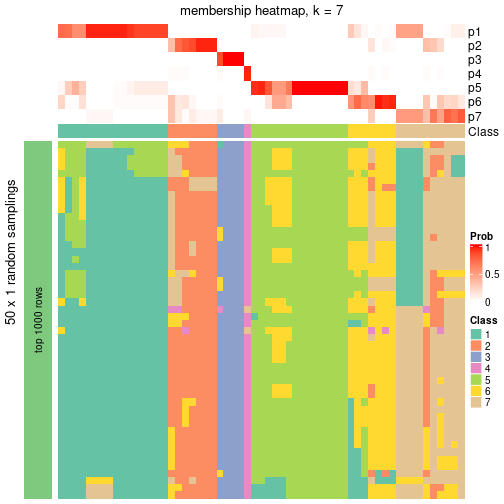 membership heatmap, k = 7
p1
p2
p3
p4
p5
p6
p7
Class
50 x 1 random samplings
top 1000 rows
Prob
1
0.5
0
Class
1
2
3
4
5
6
7